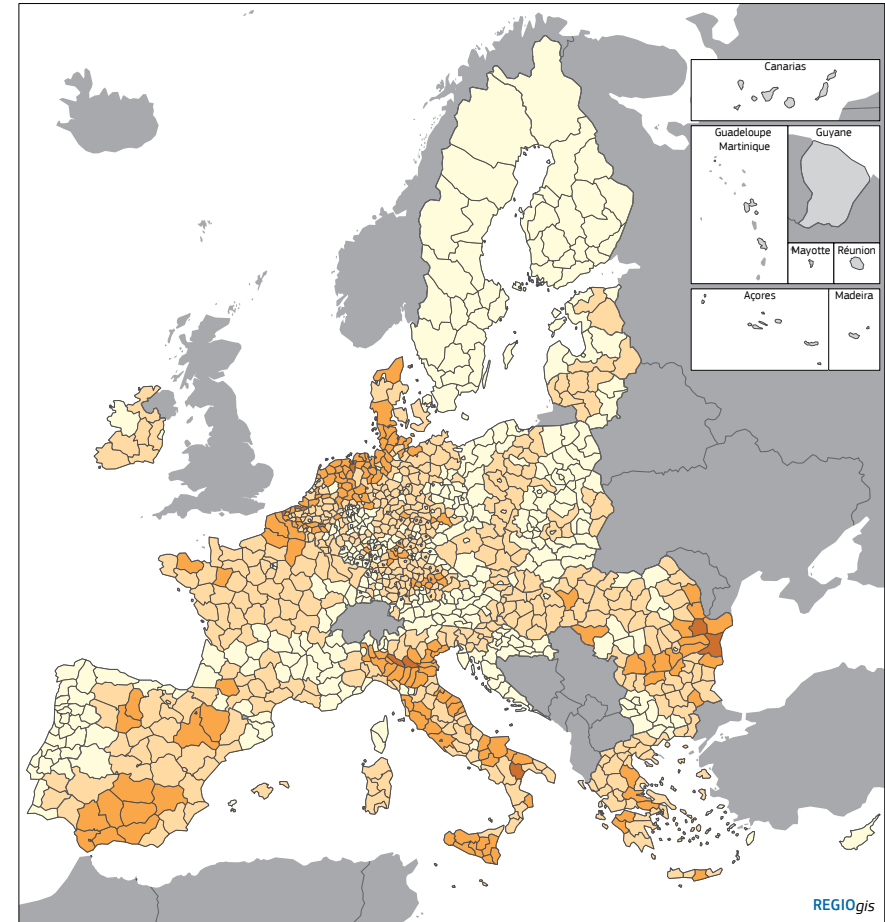 Canarias
Guadeloupe
Martinique
Guyane
Mayotte
Réunion
Açores
Madeira
REGIOgis